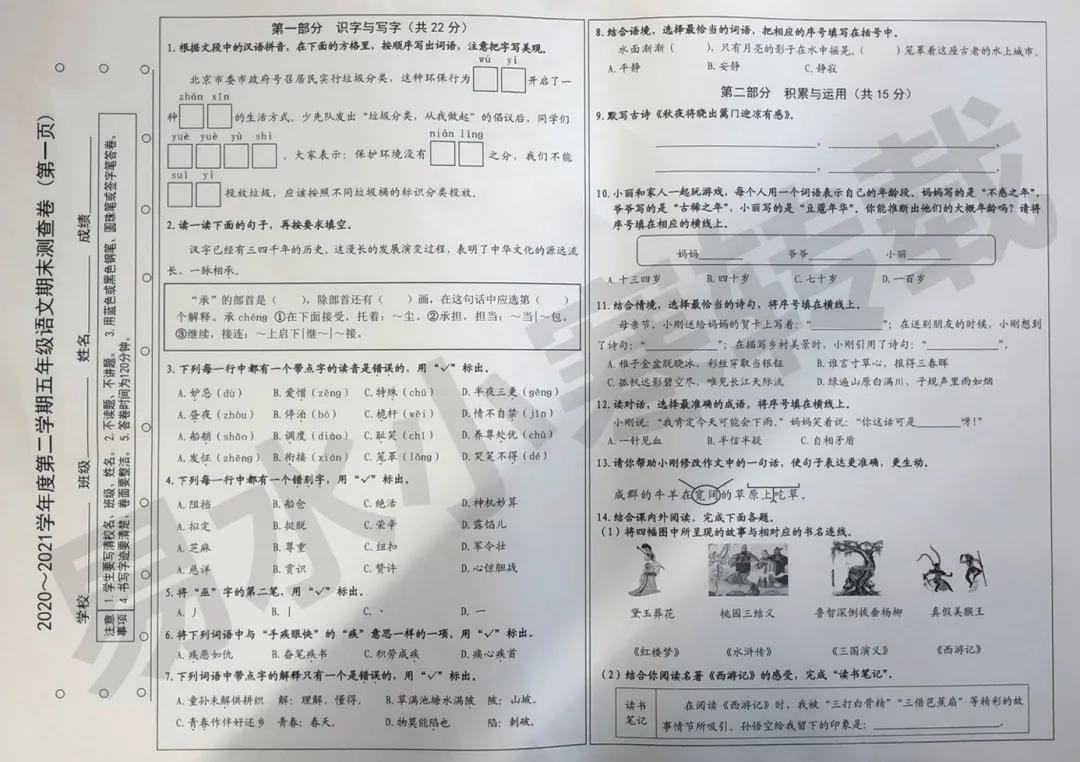 2020～2021学年度第二学期五年级语文期末测查卷（第一页）
学校 班级 姓名 成绩
注意事项
1. 学生要写清校名、班级、姓名。 2. 不读题、不讲题。 3 用蓝色或黑色钢笔、圆珠笔或签字笔答卷。
4. 书写字迹要清楚，卷面要整洁。 5. 答卷时间为120分钟。
第一部分 识字与写字（共 22 分）
1. 根据文段中的汉语拼音，在下面的方格里，按顺序写出词语，注意把字写美观。
wū yí
北京市委市政府号召居民实行垃圾分类，这种环保行为 开启了一
zhǎn xīn
种 的生活方式。少先队发出“垃圾分类，从我做起”的倡议后，同学们
yuè yuè yù shì nián líng
，大家表示：保护环境没有 之分，我们不能
suí yì
投放垃圾，应该按照不同垃圾桶的标识分类投放。
2. 读一读下面的句子，再按要求填空。
汉字已经有三四千年的历史，这漫长的发展演变过程，表明了中华文化的源远流
长、一脉相承。
“承”的部首是（ ），除部首还有（ ）画，在这句话中应选第（ ）
个解释。承 chéng ①在下面接受，托着：～尘。②承担，担当：～当|～包。
③继续，接连：～上启下|继～|～接。
3. 下列每一行中都有一个带点字的读音是错误的，用“√”标出。
A. 妒忌（dù） B. 爱憎（zēng） C. 特殊（chū） D. 半夜三更（gēng）
A. 昼夜（zhòu） B. 停泊（bó） C. 桅杆（wěi） D. 情不自禁（jīn）
A. 船艄（shāo） B. 调度（diào） C. 耻笑（chǐ） D. 养尊处优（chù）
A. 发怔（zhēng） B. 衔接（xián） C. 笼罩（lǒng） D. 哭笑不得（dé）
4. 下列每一行中都有一个错别字，用“√”标出。
A. 阻挡 B. 船仓 C. 绝活 D. 神机妙算
A. 拟定 B. 挺脱 C. 荣辛 D. 露馅儿
A. 芝麻 B. 尊重 C. 纽扣 D. 军令壮
A. 慈详 B. 赏识 C. 赞许 D. 心惊胆战
5. 将“巫”字的第二笔，用“√”标出。
A. 丿 B. 丨 C. 丶 D. 一
6. 将下列词语中与“手疾眼快”的“疾”意思一样的一项，用“√”标出。
A. 疾恶如仇 B. 奋笔疾书 C. 积劳成疾 D. 痛心疾首
7. 下列词语中带点字的解释只有一个是错误的，用“√”标出。
A. 童孙未解供耕织 解：理解，懂得。 B. 草满池塘水满陂 陂：山坡。
C. 青春作伴好还乡 青春：春天。 D. 物莫能陷也 陷：刺破。
8. 结合语境，选择最恰当的词语，把相应的序号填写在括号中。
水面渐渐（ ），只有月亮的影子在水中摇晃，（ ）笼罩着这座古老的水上城市。
A. 平静 B. 安静 C. 静寂
第二部分 积累与运用（共 15 分）
9. 默写古诗《秋夜将晓出篱门迎凉有感》。
， 。
， 。
10. 小丽和家人一起玩游戏，每个人用一个词语表示自己的年龄段。妈妈写的是“不惑之年”，
爷爷写的是“古稀之年”，小丽写的是“豆蔻年华”。你能推断出他们的大概年龄吗？请将
序号填在相应的横线上。
妈妈 爷爷 小丽
A. 十三四岁 B. 四十岁 C. 七十岁 D. 一百岁
11. 结合情境，选择最恰当的诗句，将序号填在横线上。
母亲节，小刚送给妈妈的贺卡上写着：“ ”；在送别朋友的时候，小刚想到
了诗句：“ ”；在描写乡村美景时，小刚引用了诗句：“ ”。
A. 稚子金盆脱晓冰，彩丝穿取当银钲 B. 谁言寸草心，报得三春晖
C. 孤帆远影碧空尽，唯见长江天际流 D. 绿遍山原白满川，子规声里雨如烟
12. 读对话，选择最准确的成语，将序号填在横线上。
小刚说：“我肯定今天可能会下雨。”妈妈笑着说：“你这话可是 呀！”
A. 一针见血 B. 半信半疑 C. 自相矛盾
13. 请你帮助小刚修改作文中的一句话，使句子表达更准确，更生动。
成群的牛羊在宽阔的草原上吃草。
14. 结合课内外阅读，完成下面各题。
（1）将四幅图中所呈现的故事与相对应的书名连线。
黛玉葬花 桃园三结义 鲁智深倒拔垂杨柳 真假美猴王
《红楼梦》 《水浒传》 《三国演义》 《西游记》
（2）结合你阅读名著《西游记》的感受，完成“读书笔记”。
读书笔记
在阅读《西游记》时，我被“三打白骨精”“三借芭蕉扇”等精彩的故
事情节所吸引，孙悟空给我留下的印象是： 。
易水小寒转载